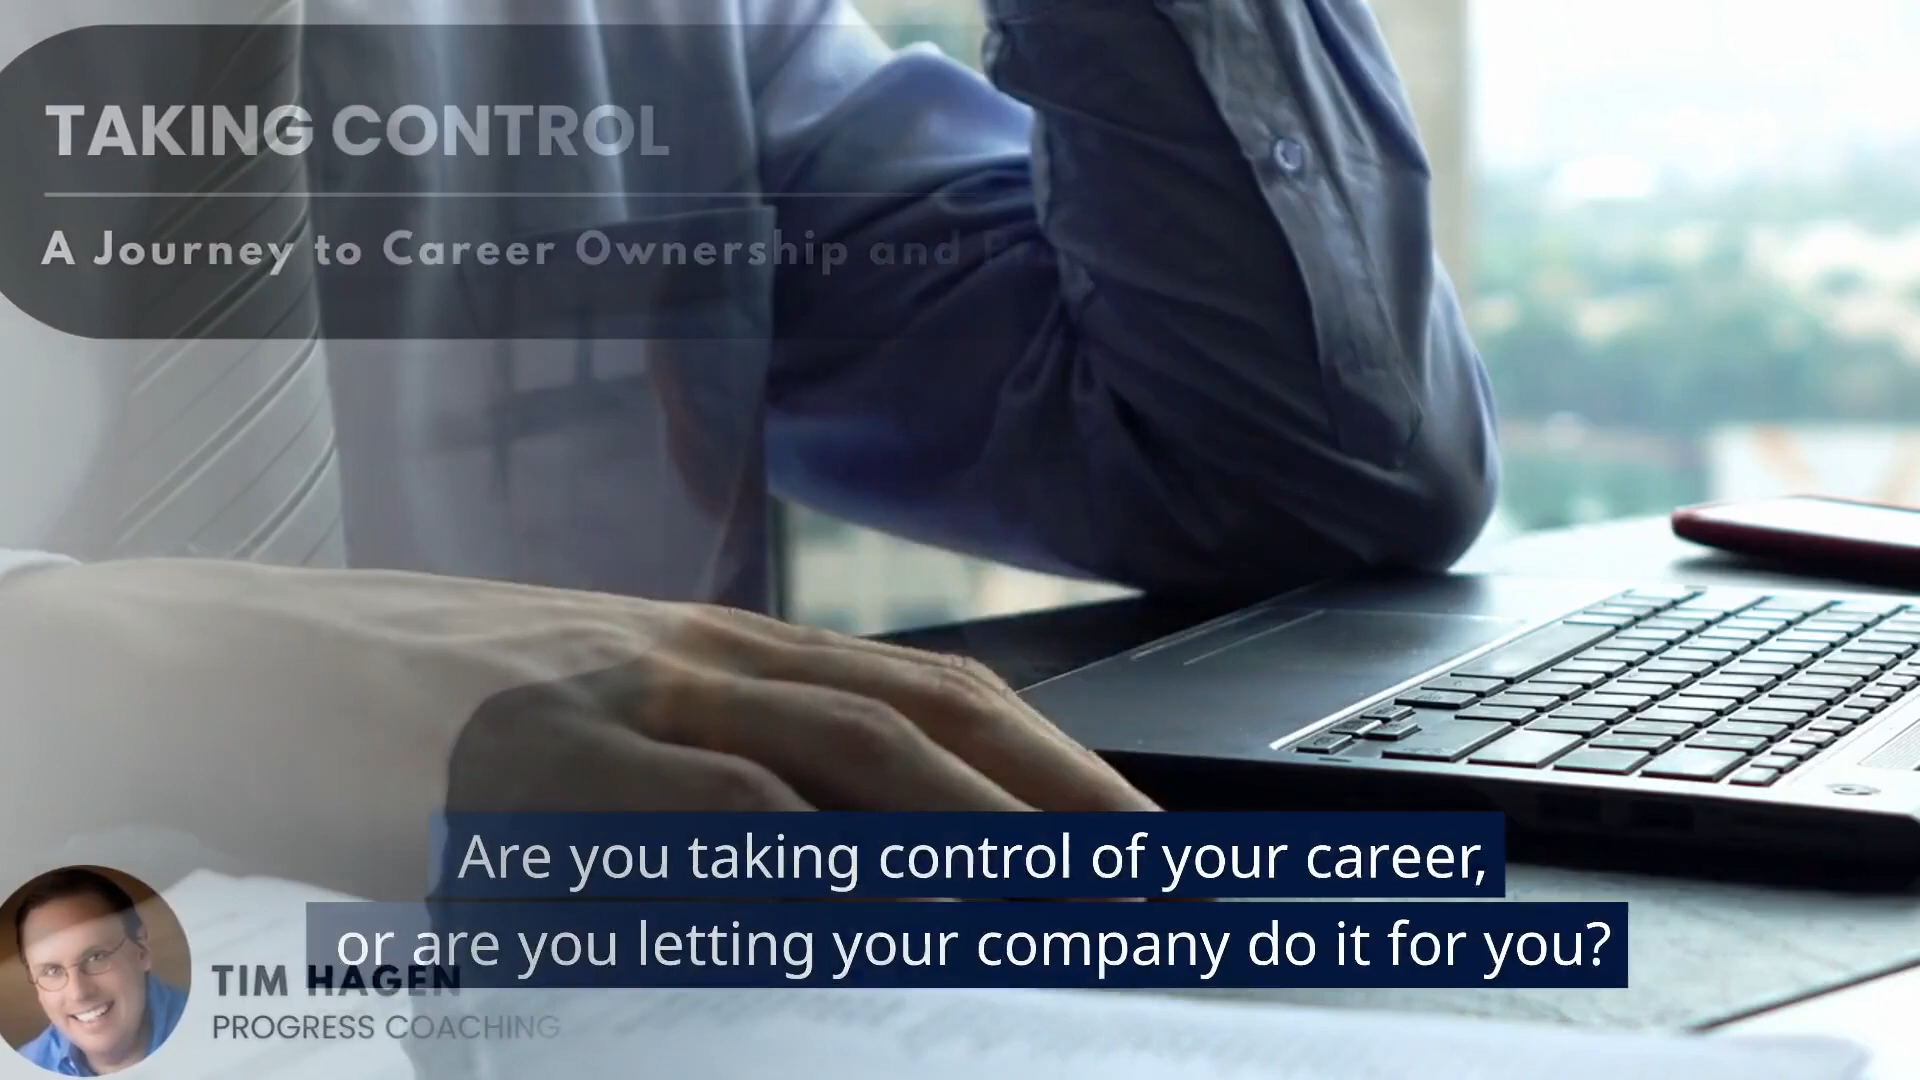 TAKING CONTROL
A Journey to Career Ownership and
Are you taking control of your career,
or are you letting your company do it for you?
TIM HAGEN
PROGRESS COACHING